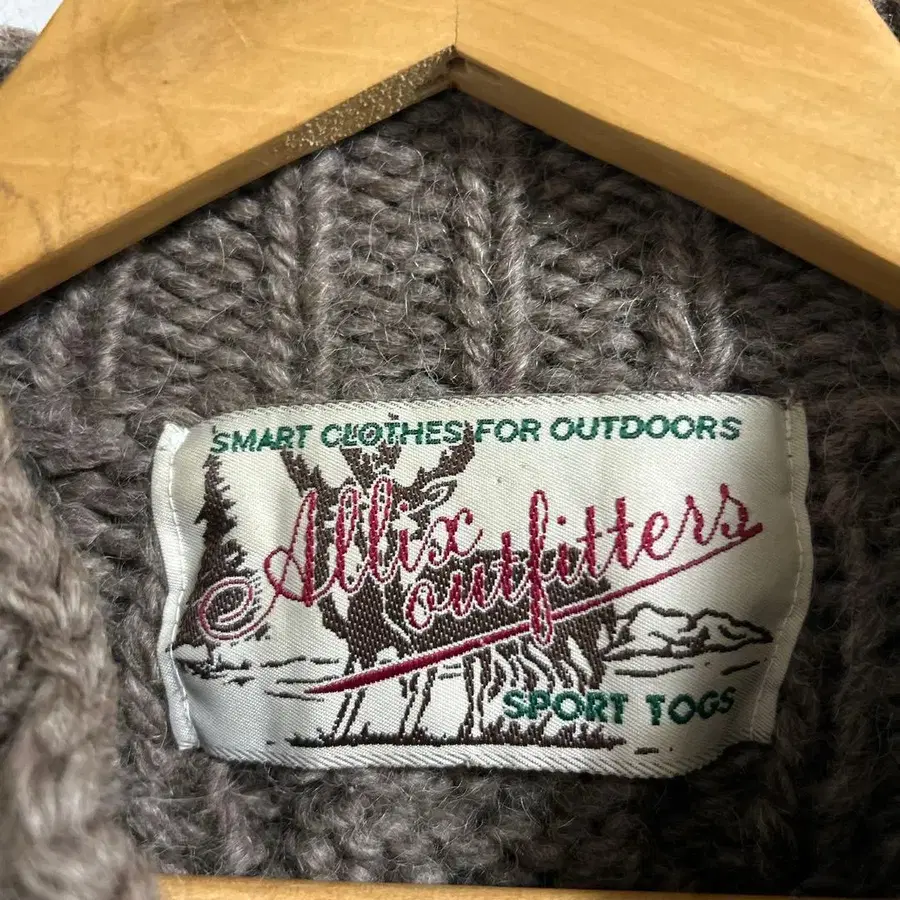 SMART CLOTHES FOR OUTDOORS
Allix
outfitters
SPORT TOGS